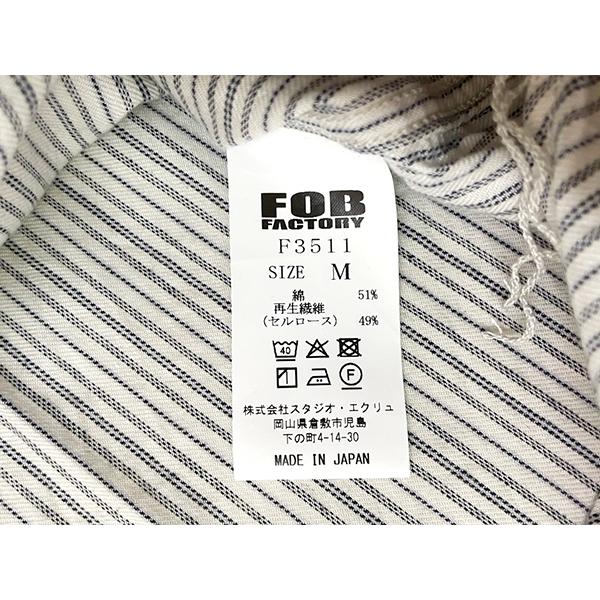 FOB
FACTORY
F3511
SIZE M
綿 51%
再生繊維
(セルロース) 49%
40
F
株式会社スタジオ・エクリュ
岡山県倉敷市児島
下の町4-14-30
MADE IN JAPAN